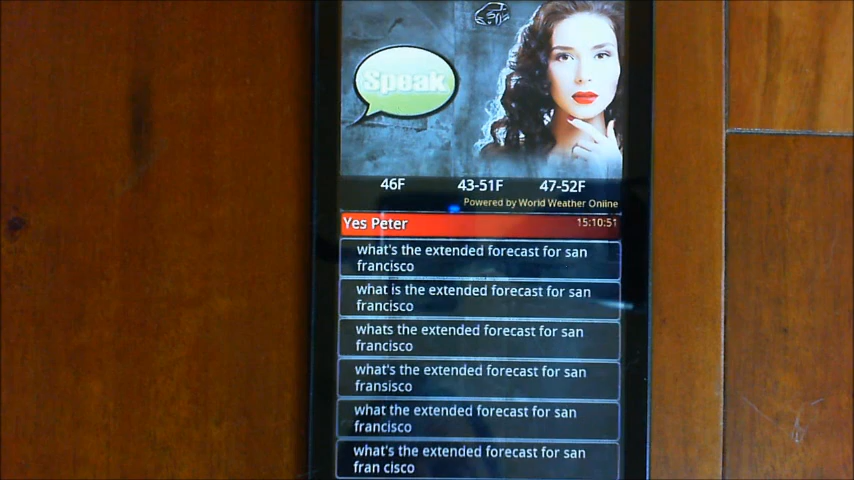 Speak
46F 43-51F 47-52F
Powered by World Weather Online
Yes Peter 15:10:51
what's the extended forecast for san
francisco
what is the extended forecast for san
francisco
whats the extended forecast for san
francisco
what's the extended forecast for san
fransisco
what the extended forecast for san
francisco
what's the extended forecast for san
fran cisco